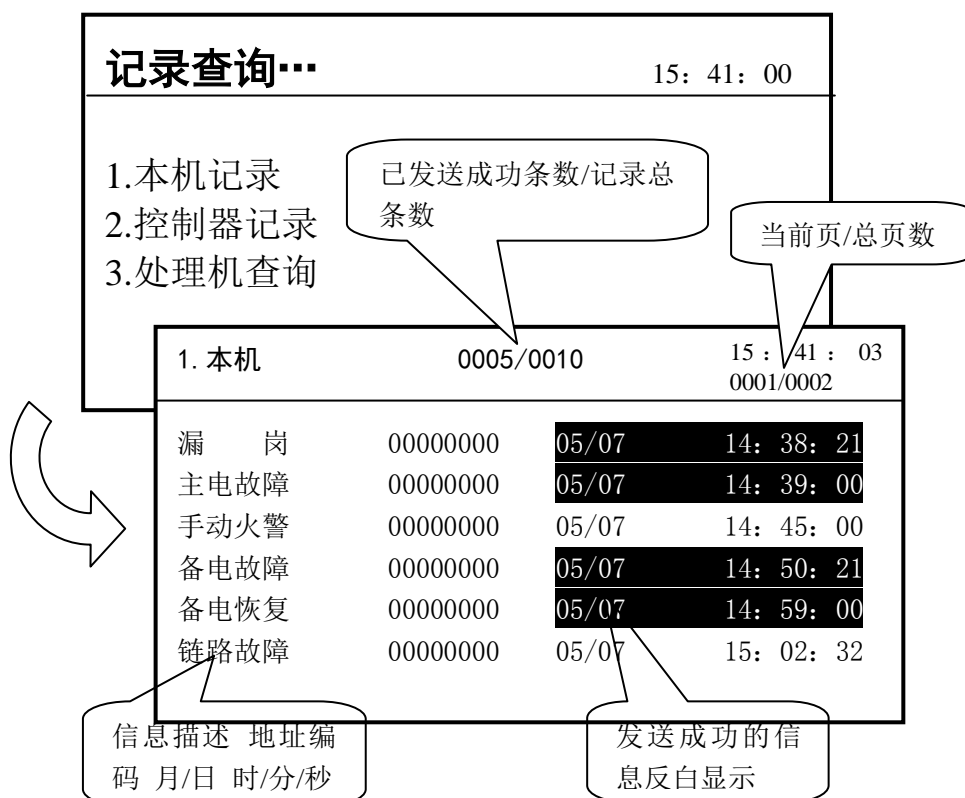 记录查询… 15: 41: 00
1.本机记录
2.控制器记录
3.处理机查询
已发送成功条数/记录总
条数
当前页/总页数
1.本机 0005/0010 15 : 41 : 03
0001/0002
漏 岗 00000000 05/07 14: 38: 21
主电故障 00000000 05/07 14: 39: 00
手动火警 00000000 05/07 14: 45: 00
备电故障 00000000 05/07 14: 50: 21
备电恢复 00000000 05/07 14: 59: 00
链路故障 00000000 05/07 15: 02: 32
信息描述 地址编
码 月/日 时/分/秒
发送成功的信
息反白显示